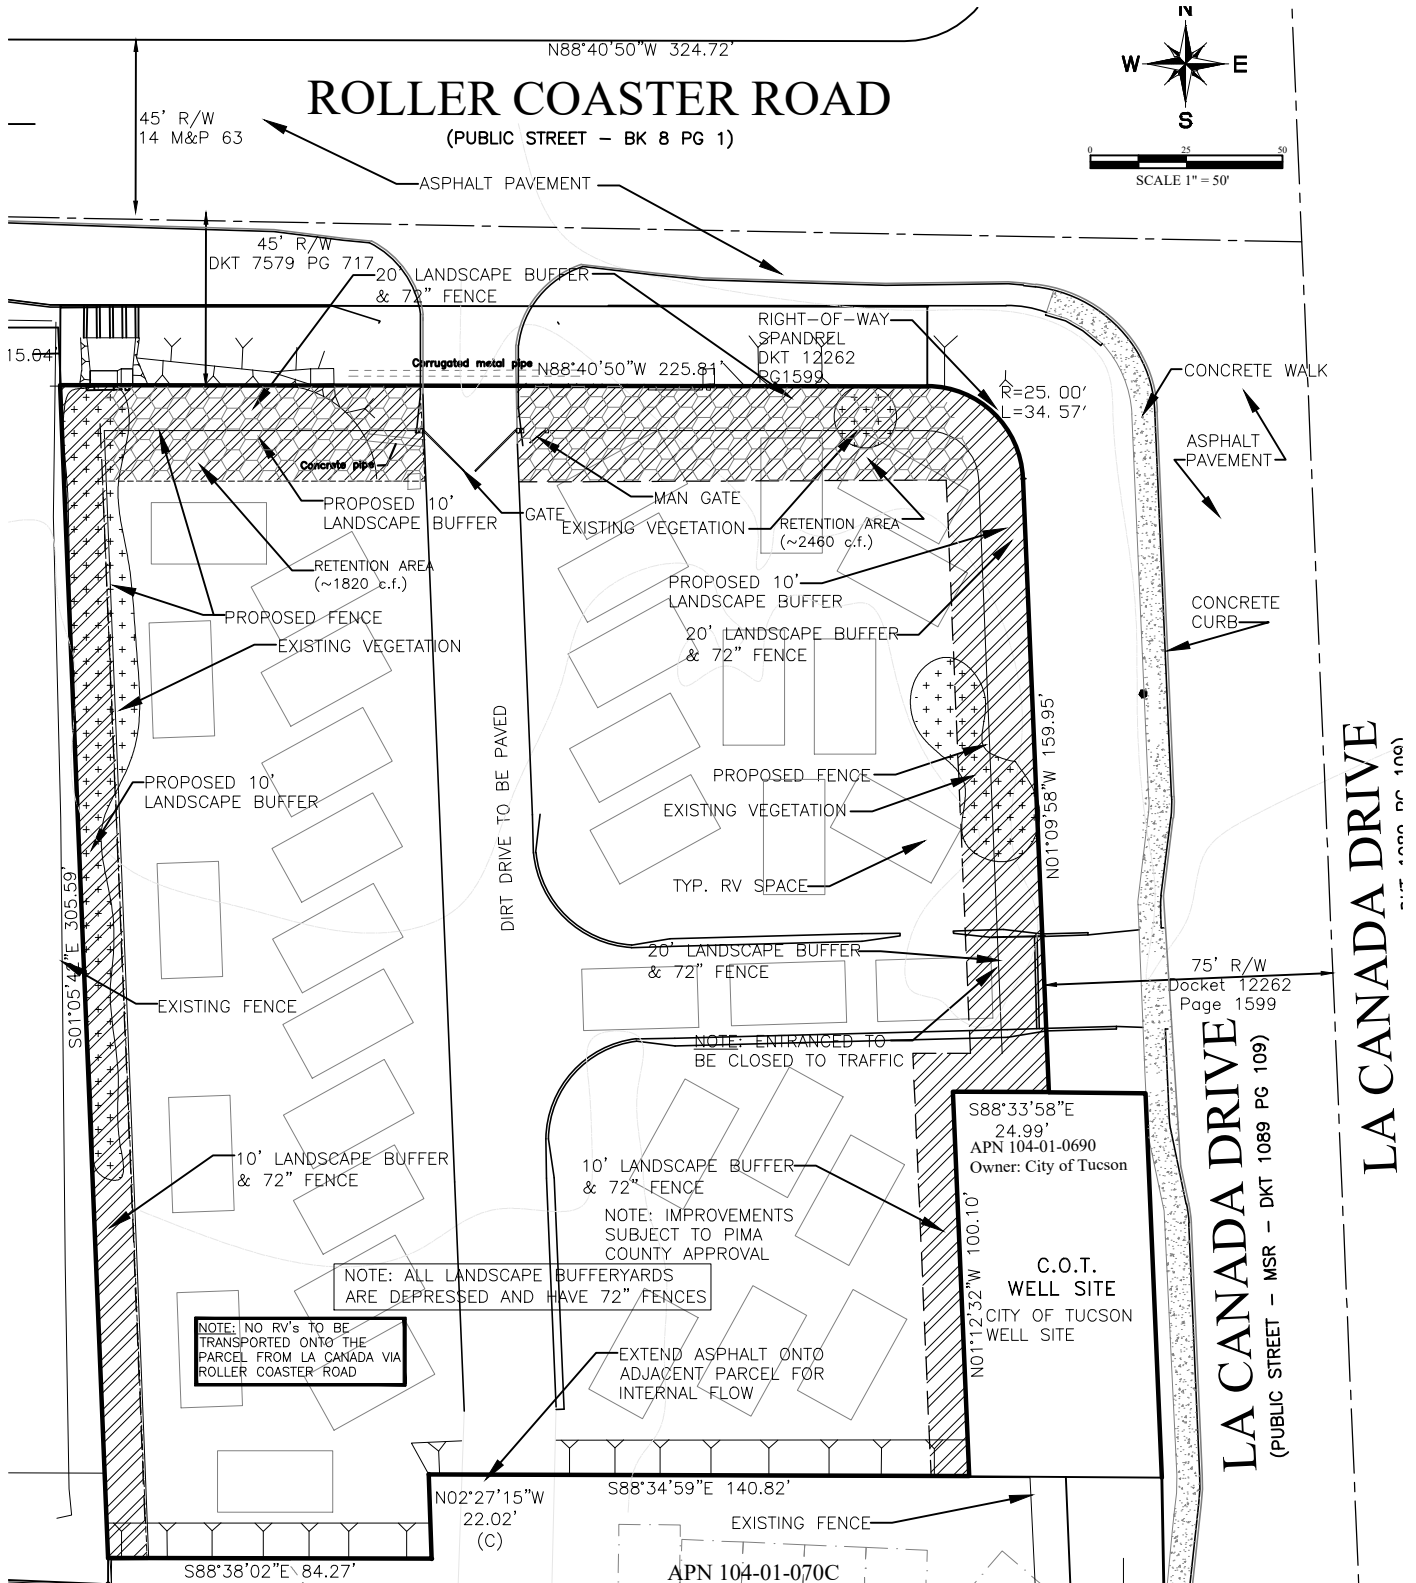 N88°40'50"W 324.72'
ROLLER COASTER ROAD
(PUBLIC STREET – BK 8 PG 1)
45' R/W
14 M&P 63
N
W
E
S
0
25
50
SCALE 1" = 50'
ASPHALT PAVEMENT
45' R/W
DKT 7579 PG 717
20' LANDSCAPE BUFFER
& 72" FENCE
RIGHT-OF-WAY
SPANDREL
DKT 12262
PG1599
15.04'
Corrugated metal pipe
N88°40'50"W 225.81'
R=25.00'
L=34.57'
CONCRETE WALK
ASPHALT
PAVEMENT
Concrete pipe
PROPOSED 10'
LANDSCAPE BUFFER
GATE
MAN GATE
EXISTING VEGETATION
RETENTION AREA
(~2460 c.f.)
RETENTION AREA
(~1820 c.f.)
PROPOSED 10'
LANDSCAPE BUFFER
PROPOSED FENCE
EXISTING VEGETATION
20' LANDSCAPE BUFFER
& 72" FENCE
CONCRETE
CURB
DIRT DRIVE TO BE PAVED
N01°09'58"W 159.95'
PROPOSED 10'
LANDSCAPE BUFFER
PROPOSED FENCE
EXISTING VEGETATION
TYP. RV SPACE
S01°05'42"E 305.59'
EXISTING FENCE
20' LANDSCAPE BUFFER
& 72" FENCE
75' R/W
Docket 12262
Page 1599
NOTE: ENTRANCED TO
BE CLOSED TO TRAFFIC
LA CANADA DRIVE
1089 PG 109)
LA CANADA DRIVE
(PUBLIC STREET – MSR – DKT 1089 PG 109)
S88°33'58"E
24.99'
APN 104-01-0690
Owner: City of Tucson
10' LANDSCAPE BUFFER
& 72" FENCE
10' LANDSCAPE BUFFER
& 72" FENCE
NOTE: IMPROVEMENTS
SUBJECT TO PIMA
COUNTY APPROVAL
N01°12'32"W 100.10'
C.O.T.
WELL SITE
CITY OF TUCSON
WELL SITE
NOTE: ALL LANDSCAPE BUFFERYARDS
ARE DEPRESSED AND HAVE 72" FENCES
NOTE: NO RV's TO BE
TRANSPORTED ONTO THE
PARCEL FROM LA CANADA VIA
ROLLER COASTER ROAD
EXTEND ASPHALT ONTO
ADJACENT PARCEL FOR
INTERNAL FLOW
N02°27'15"W
22.02'
(C)
S88°34'59"E 140.82'
EXISTING FENCE
S88°38'02"E 84.27'
APN 104-01-070C